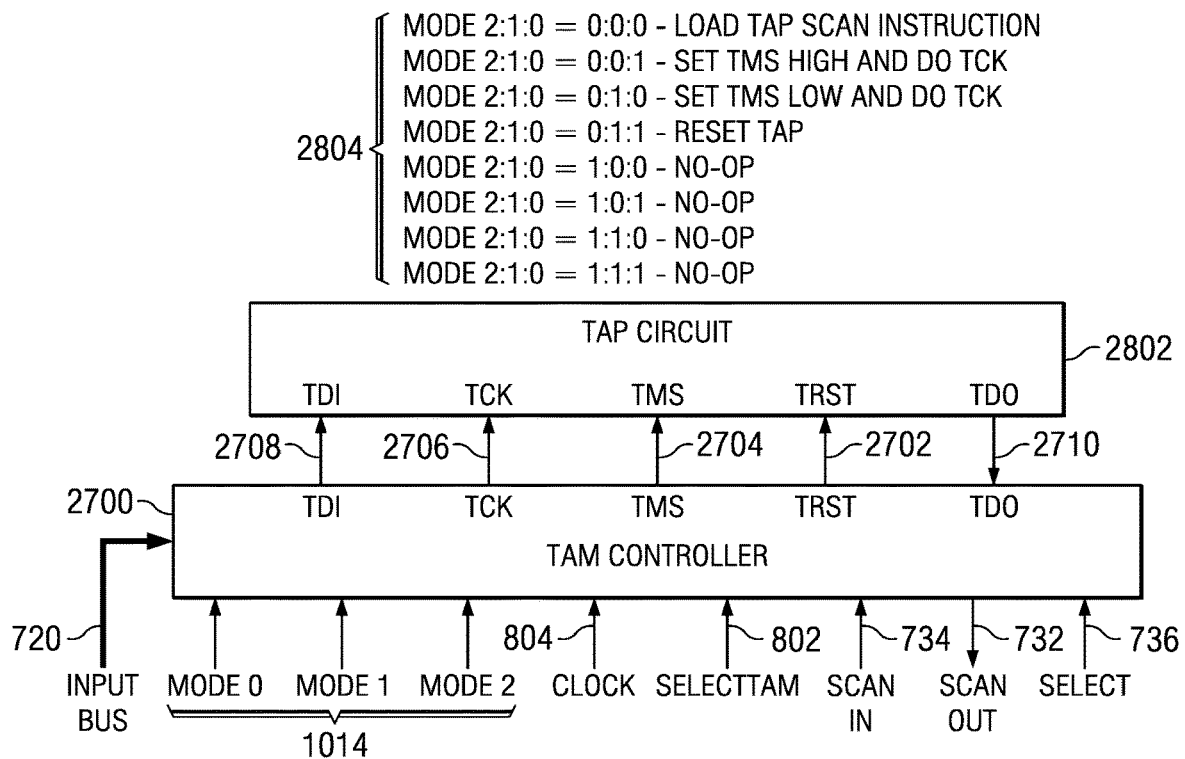 MODE 2:1:0 = 0:0:0 - LOAD TAP SCAN INSTRUCTION
MODE 2:1:0 = 0:0:1 - SET TMS HIGH AND DO TCK
MODE 2:1:0 = 0:1:0 - SET TMS LOW AND DO TCK
MODE 2:1:0 = 0:1:1 - RESET TAP
2804
MODE 2:1:0 = 1:0:0 - NO-OP
MODE 2:1:0 = 1:0:1 - NO-OP
MODE 2:1:0 = 1:1:0 - NO-OP
MODE 2:1:0 = 1:1:1 - NO-OP
TAP CIRCUIT
2802
TDI TCK TMS TRST TDO
2708 2706 2704 2702 2710
2700
TDI TCK TMS TRST TDO
TAM CONTROLLER
720 804 802 734 732 736
INPUT BUS
MODE 0 MODE 1 MODE 2 CLOCK SELECTTAM
SCAN IN
SCAN OUT
SELECT
1014